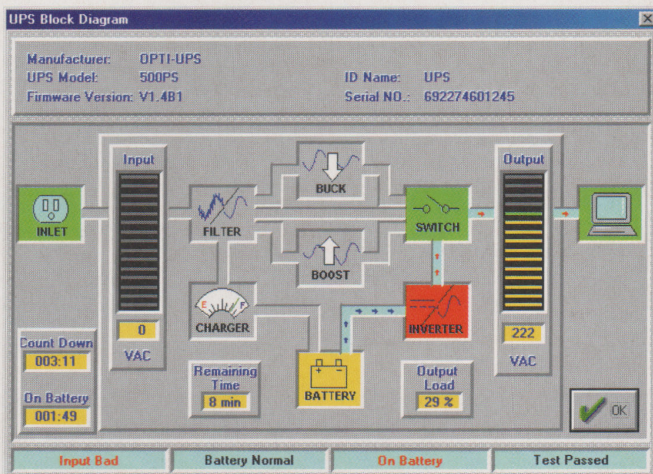 UPS Block Diagram
Manufacturer: OPTI-UPS
UPS Model: 500PS
ID Name: UPS
Firmware Version: V1.4B1
Serial NO.: 692274601245
Input
Output
BUCK
INLET
FILTER
SWITCH
BOOST
E F
CHARGER
INVERTER
0
222
VAC
VAC
Count Down
003:11
On Battery
001:49
Remaining
Time
8 min
BATTERY
Output
Load
29 %
OK
Input Bad
Battery Normal
On Battery
Test Passed